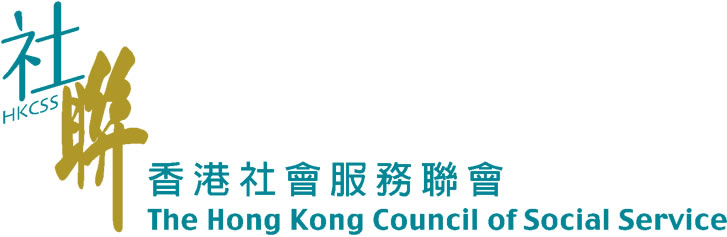 社
HKCSS
聯
香港社會服務聯會
The Hong Kong Council of Social Service